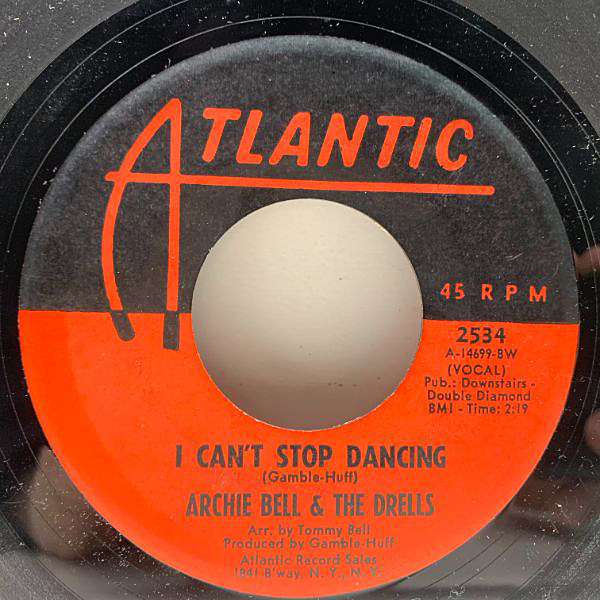 ATLANTIC
45 RPM
2534
A-14699-BW
(VOCAL)
Pub.: Downstairs -
Double Diamond
BMI - Time: 2:19
I CAN'T STOP DANCING
(Gamble-Huff)
ARCHIE BELL & THE DRELLS
Arr. by Tommy Bell
Produced by Gamble-Huff
Atlantic Record Sales
1841 B'way, N. Y., N. Y.